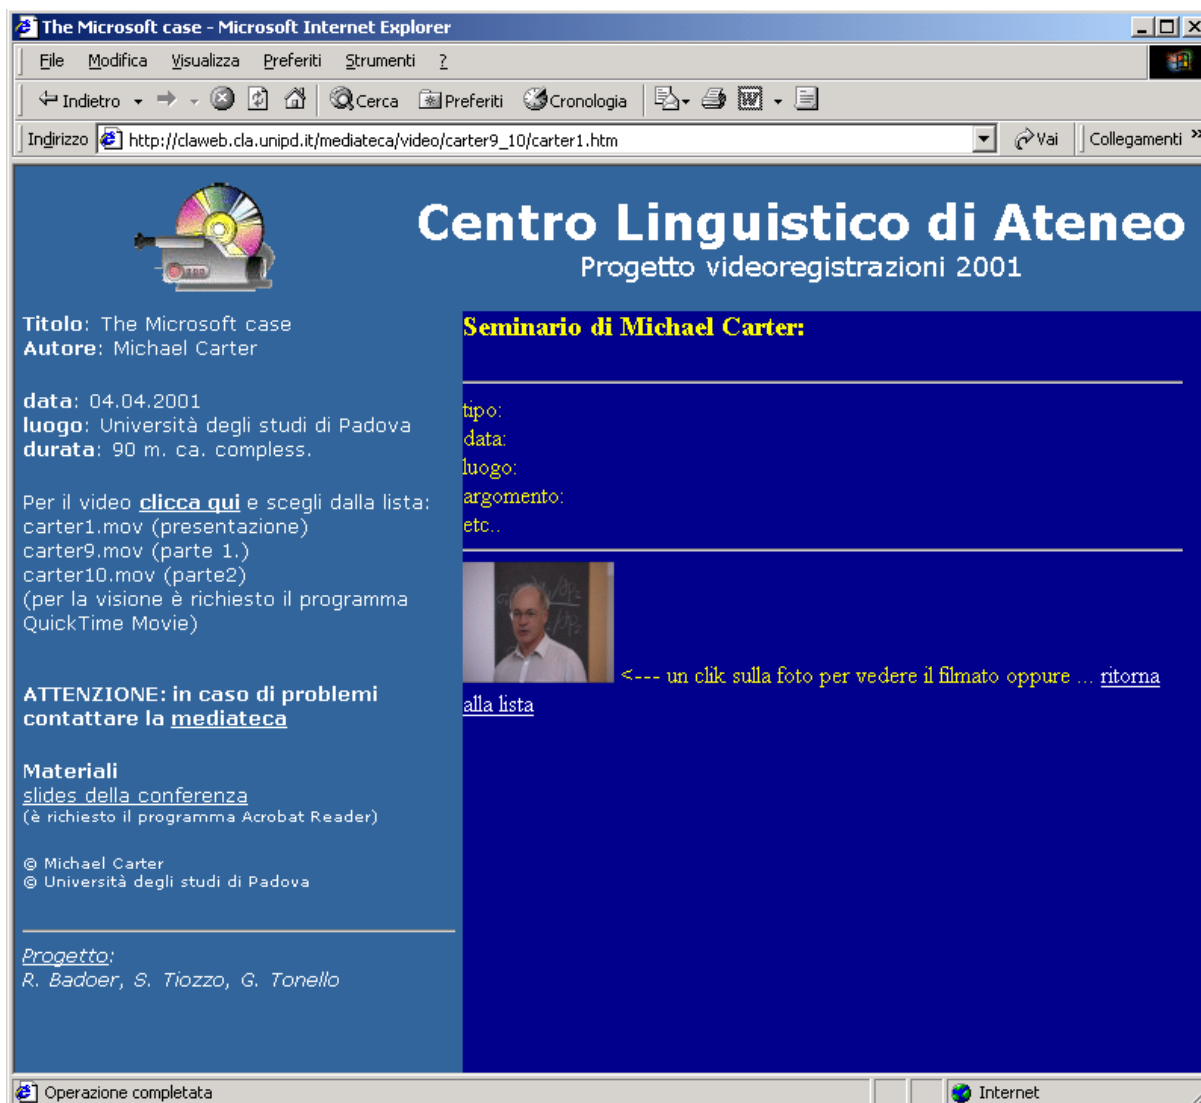 The Microsoft case - Microsoft Internet Explorer
File Modifica Visualizza Preferiti Strumenti ?
Indietro Cerca Preferiti Cronologia
Indirizzo http://claweb.cla.unipd.it/mediateca/video/carter9_10/carter1.htm Vai Collegamenti »
Centro Linguistico di Ateneo
Progetto videoregistrazioni 2001
Titolo: The Microsoft case
Autore: Michael Carter
data: 04.04.2001
luogo: Università degli studi di Padova
durata: 90 m. ca. compless.
Per il video clicca qui e scegli dalla lista:
carter1.mov (presentazione)
carter9.mov (parte 1.)
carter10.mov (parte2)
(per la visione è richiesto il programma
QuickTime Movie)
ATTENZIONE: in caso di problemi
contattare la mediateca
Materiali
slides della conferenza
(è richiesto il programma Acrobat Reader)
© Michael Carter
© Università degli studi di Padova
Progetto:
R. Badoer, S. Tiozzo, G. Tonello
Seminario di Michael Carter:
tipo:
data:
luogo:
argomento:
etc..
<--- un clik sulla foto per vedere il filmato oppure ... ritorna
alla lista
Operazione completata
Internet